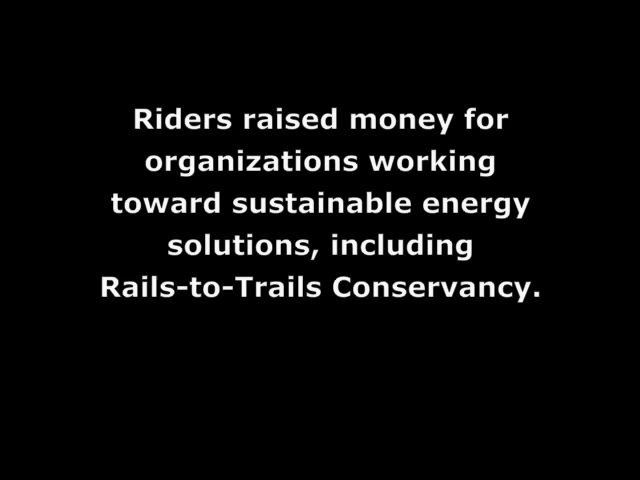 Riders raised money for
organizations working
toward sustainable energy
solutions, including
Rails-to-Trails Conservancy.